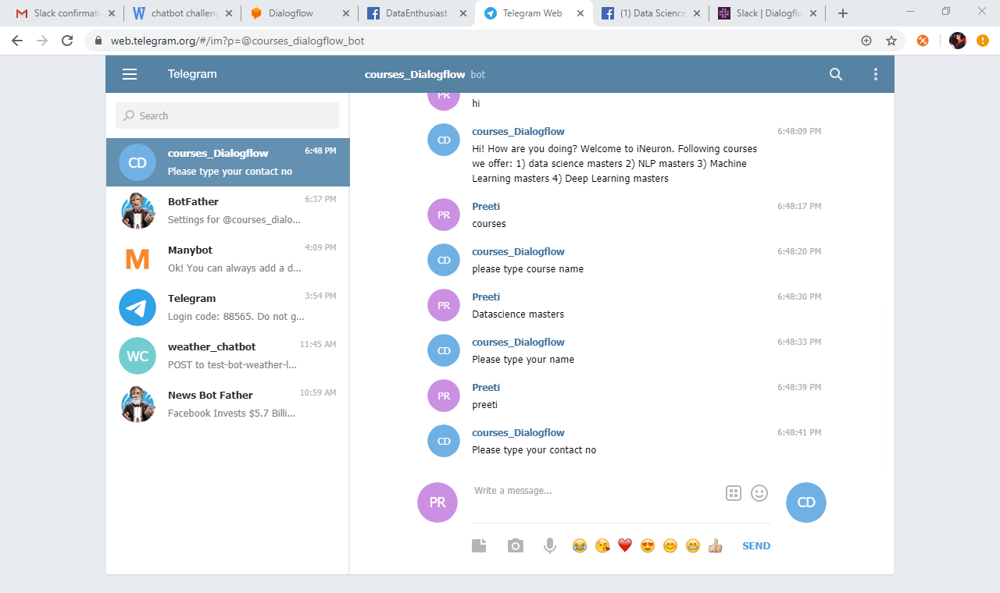 Slack confirmati
chatbot challeng
Dialogflow
DataEnthusiast -
Telegram Web
(1) Data Science
Slack | Dialogflo
web.telegram.org/#/im?p=@courses_dialogflow_bot
Telegram
courses_Dialogflow bot
Search
CD
courses_Dialogflow
6:48 PM
Please type your contact no
BotFather
6:37 PM
Settings for @courses_dialo...
M
Manybot
4:09 PM
Ok! You can always add a d...
Telegram
3:54 PM
Login code: 88565. Do not g...
WC
weather_chatbot
11:45 AM
POST to test-bot-weather-l...
News Bot Father
10:59 AM
Facebook Invests $5.7 Billi...
PR
hi
CD
courses_Dialogflow
6:48:09 PM
Hi! How are you doing? Welcome to iNeuron. Following courses
we offer: 1) data science masters 2) NLP masters 3) Machine
Learning masters 4) Deep Learning masters
PR
Preeti
6:48:17 PM
courses
CD
courses_Dialogflow
6:48:20 PM
please type course name
PR
Preeti
6:48:30 PM
Datascience masters
CD
courses_Dialogflow
6:48:33 PM
Please type your name
PR
Preeti
6:48:39 PM
preeti
CD
courses_Dialogflow
6:48:41 PM
Please type your contact no
PR
Write a message...
CD
SEND